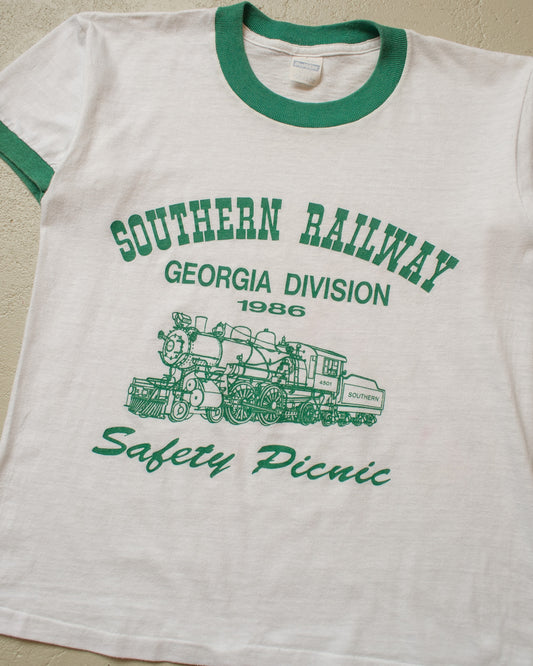 SOUTHERN RAILWAY
GEORGIA DIVISION
1986
4501
SOUTHERN
Safety Picnic